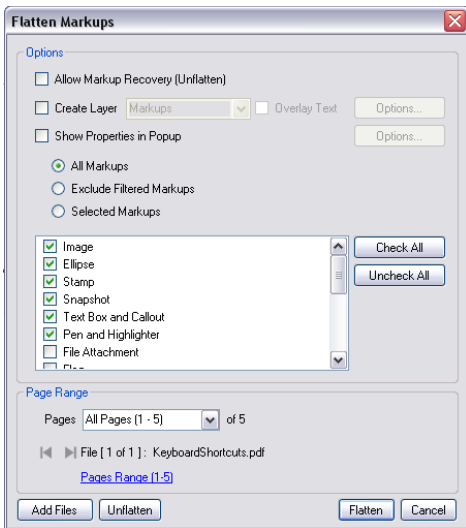 Flatten Markups
Options
Allow Markup Recovery (Unflatten)
Create Layer Markups Overlay Text Options...
Show Properties in Popup Options...
All Markups
Exclude Filtered Markups
Selected Markups
Image Check All
Ellipse
Stamp Uncheck All
Snapshot
Text Box and Callout
Pen and Highlighter
File Attachment
Page Range
Pages All Pages (1 - 5) of 5
File [ 1 of 1 ] : KeyboardShortcuts.pdf
Pages Range (1-5)
Add Files Unflatten Flatten Cancel